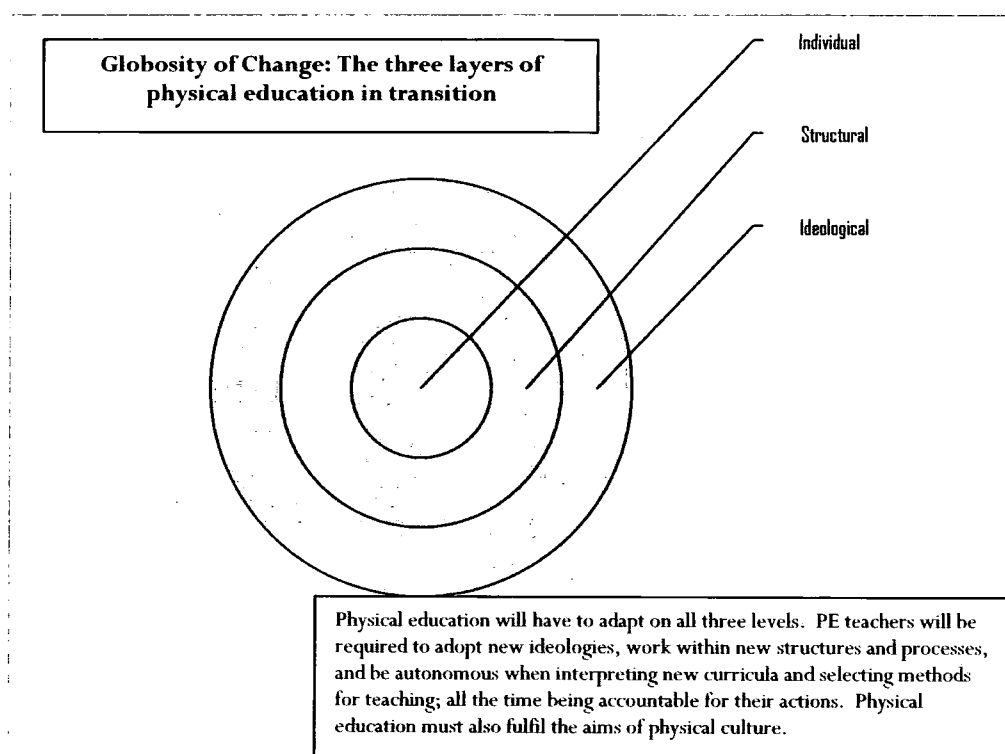 Globosity of Change: The three layers of
physical education in transition
Individual
Structural
Ideological
Physical education will have to adapt on all three levels. PE teachers will be
required to adopt new ideologies, work within new structures and processes,
and be autonomous when interpreting new curricula and selecting methods
for teaching; all the time being accountable for their actions. Physical
education must also fulfil the aims of physical culture.